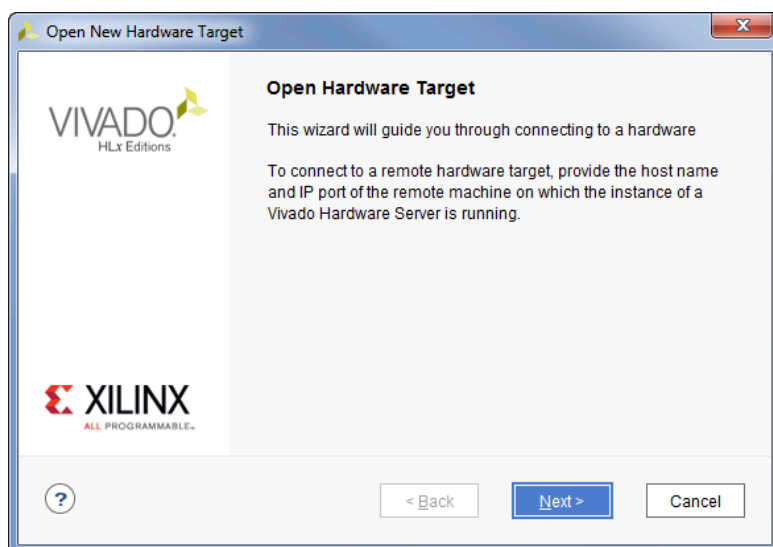 Open New Hardware Target
x
VIVADO.
HLx Editions
Open Hardware Target
This wizard will guide you through connecting to a hardware
To connect to a remote hardware target, provide the host name
and IP port of the remote machine on which the instance of a
Vivado Hardware Server is running.
XILINX
ALL PROGRAMMABLE™
?
< Back
Next >
Cancel